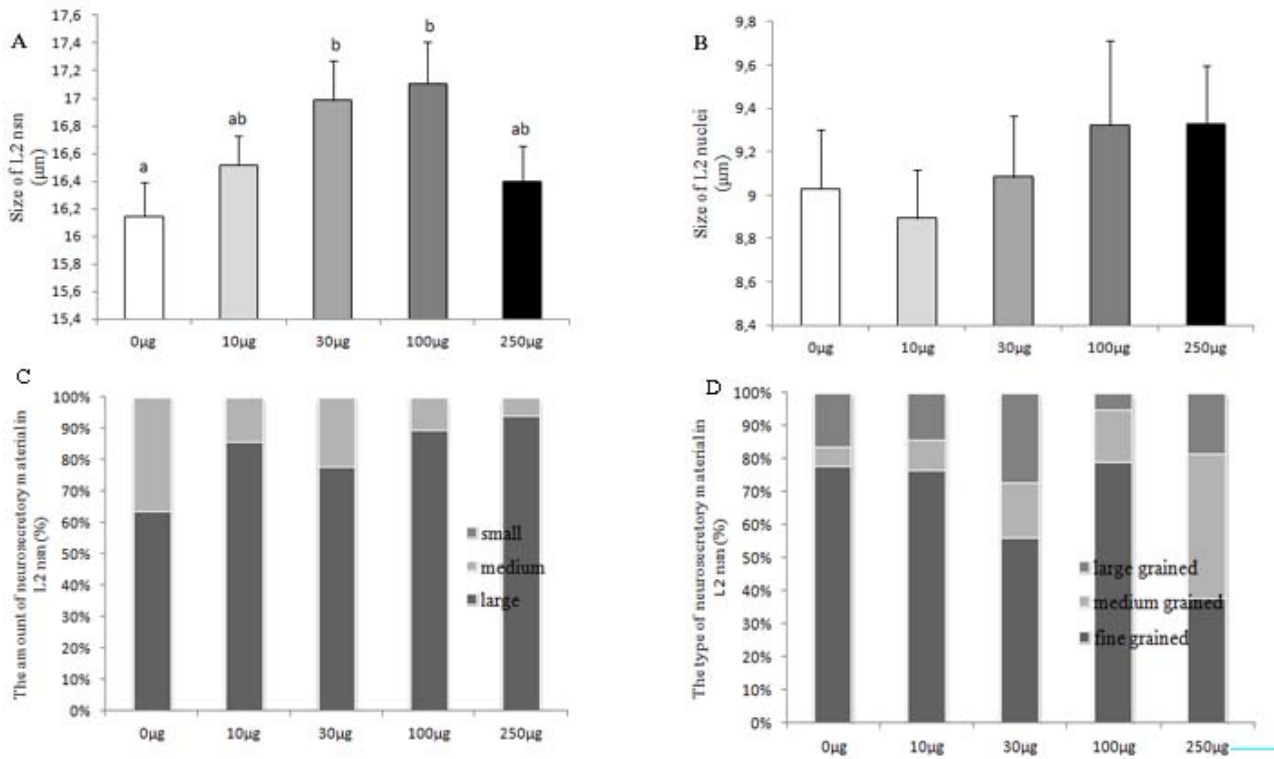 A
Size of L2 nsn
(µm)
17,6
17,4
17,2
17
16,8
16,6
16,4
16,2
16
15,8
15,6
15,4
a
ab
b
b
ab
0µg
10µg
30µg
100µg
250µg
B
Size of L2 nuclei
(µm)
9,8
9,6
9,4
9,2
9
8,8
8,6
8,4
0µg
10µg
30µg
100µg
250µg
C
The amount of neurosecretory material in
L2 nsn (%)
100%
90%
80%
70%
60%
50%
40%
30%
20%
10%
0%
small
medium
large
0µg
10µg
30µg
100µg
250µg
D
The type of neurosecretory material in
L2 nsn (%)
100%
90%
80%
70%
60%
50%
40%
30%
20%
10%
0%
large grained
medium grained
fine grained
0µg
10µg
30µg
100µg
250µg